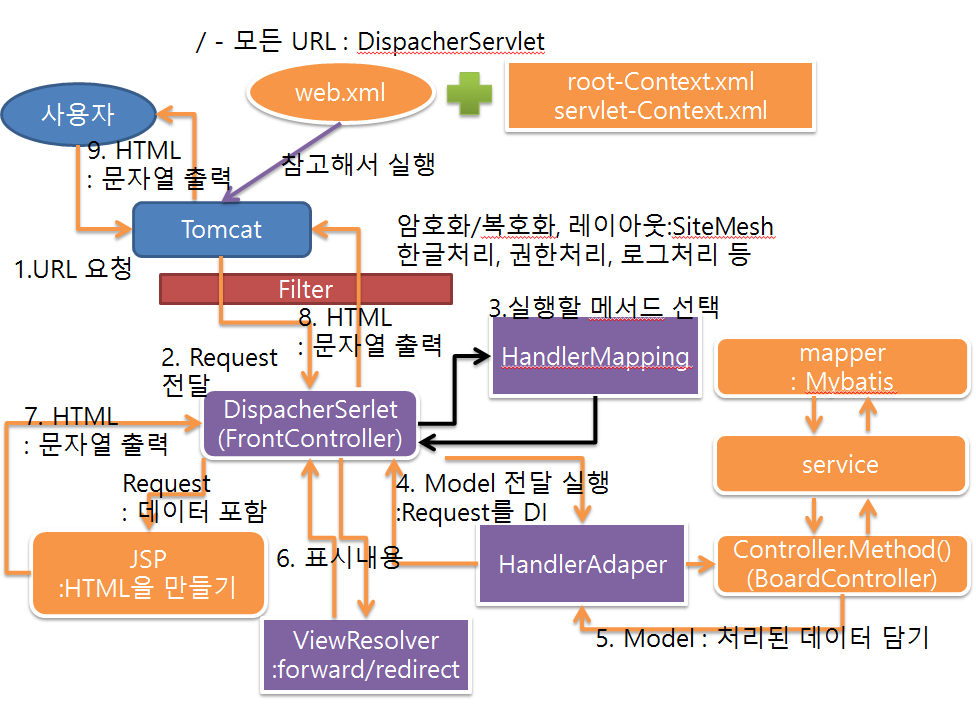 / - 모든 URL : DispacherServlet
web.xml
root-Context.xml
servlet-Context.xml
사용자
9. HTML
: 문자열 출력
참고해서 실행
Tomcat
암호화/복호화, 레이아웃:SiteMesh
한글처리, 권한처리, 로그처리 등
1.URL 요청
Filter
8. HTML
: 문자열 출력
3.실행할 메서드 선택
HandlerMapping
mapper
: Mybatis
2. Request
전달
DispacherSerlet
(FrontController)
7. HTML
: 문자열 출력
service
Request
: 데이터 포함
4. Model 전달 실행
:Request를 DI
JSP
:HTML을 만들기
6. 표시내용
HandlerAdaper
Controller.Method()
(BoardController)
ViewResolver
:forward/redirect
5. Model : 처리된 데이터 담기